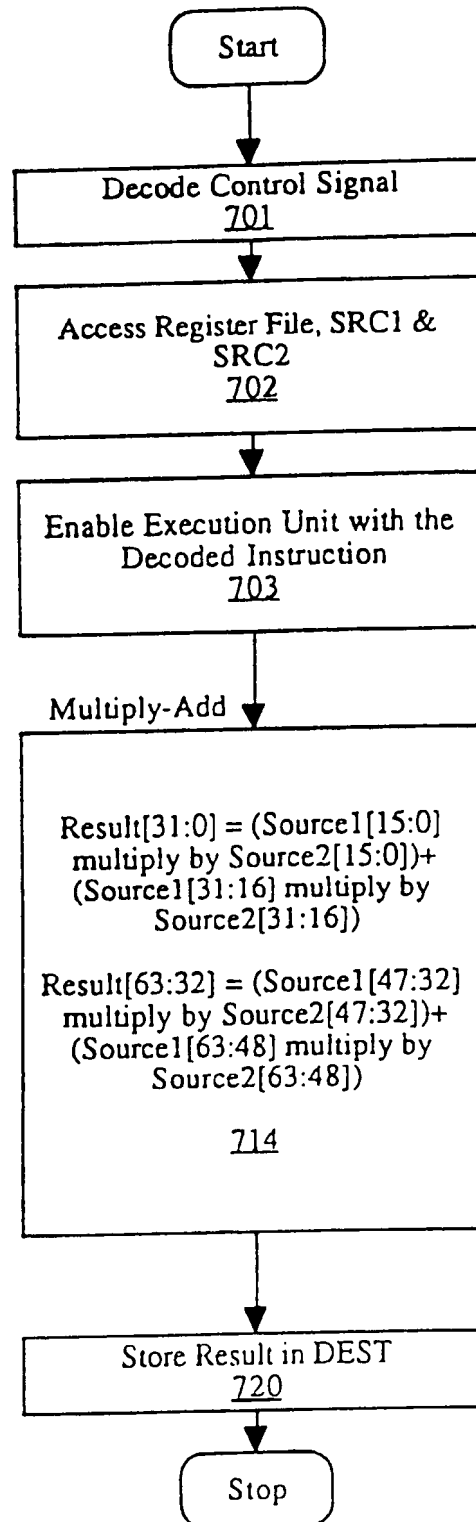 Start
Decode Control Signal
701
Access Register File, SRC1 &
SRC2
702
Enable Execution Unit with the
Decoded Instruction
703
Multiply-Add
Result[31:0] = (Source1[15:0]
multiply by Source2[15:0])+
(Source1[31:16] multiply by
Source2[31:16])
Result[63:32] = (Source1[47:32]
multiply by Source2[47:32])+
(Source1[63:48] multiply by
Source2[63:48])
714
Store Result in DEST
720
Stop